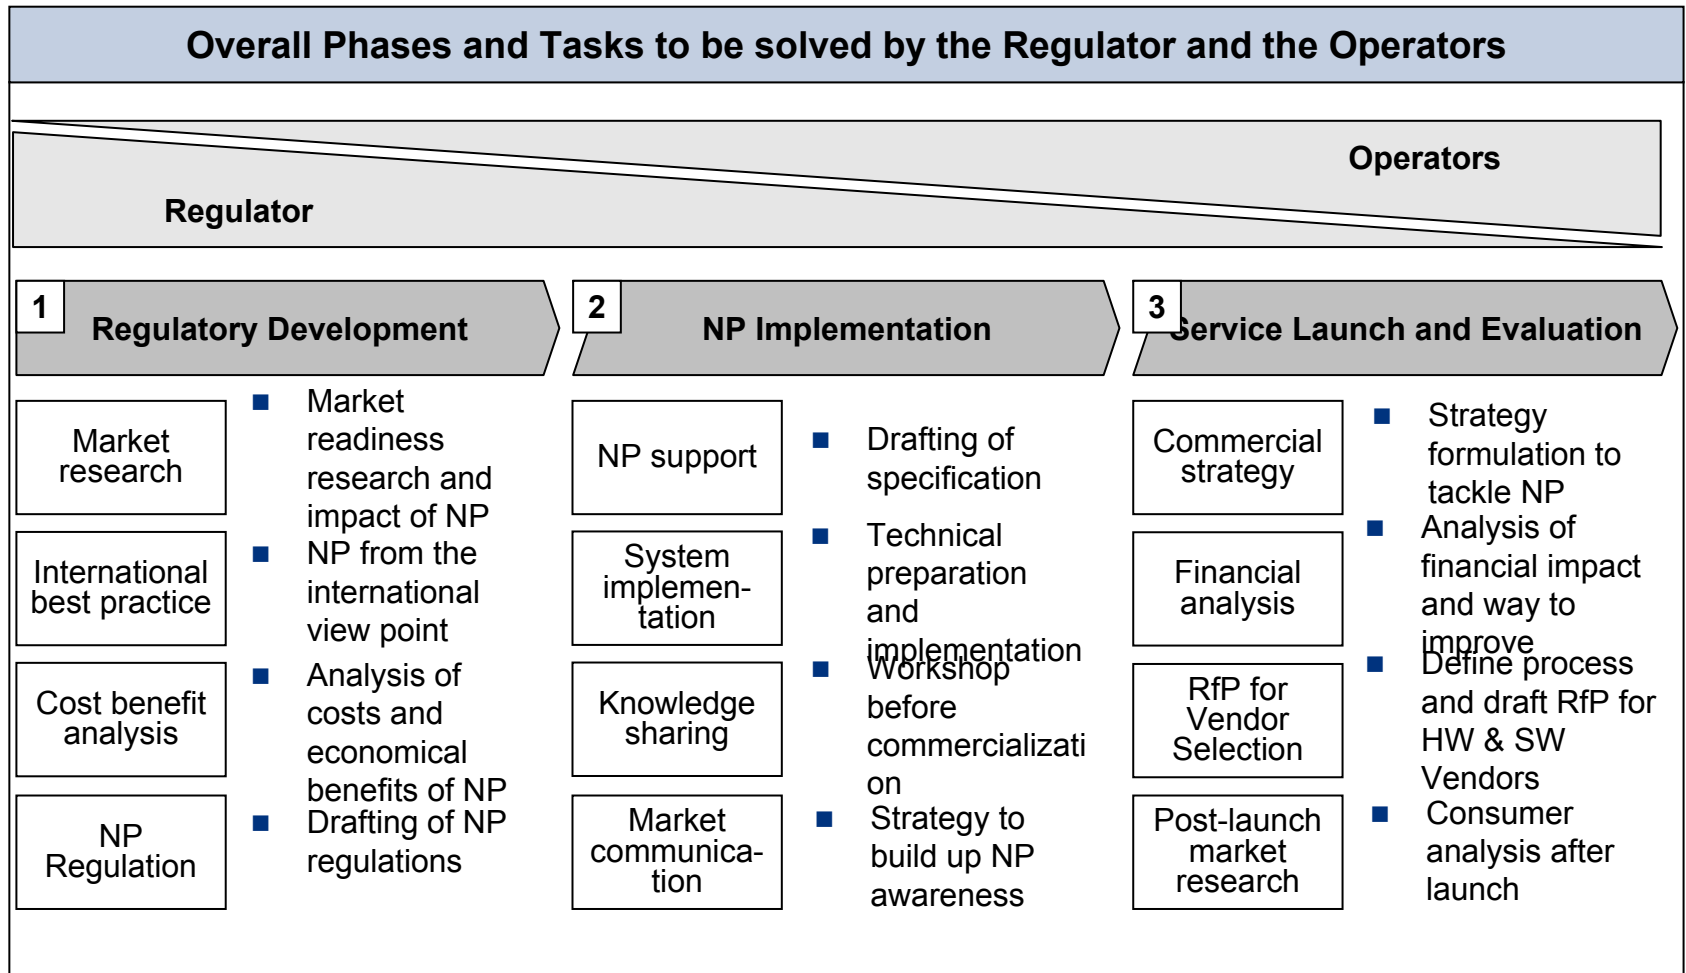 Overall Phases and Tasks to be solved by the Regulator and the Operators
Operators
Regulator
1
Regulatory Development
Market
research
Market
readiness
research and
impact of NP
International
best practice
NP from the
international
view point
Cost benefit
analysis
Analysis of
costs and
economical
benefits of NP
NP
Regulation
Drafting of NP
regulations
2
NP Implementation
NP support
Drafting of
specification
System
implemen-
tation
Technical
preparation
and
implementation
Knowledge
sharing
Workshop
before
commercializati
on
Market
communica-
tion
Strategy to
build up NP
awareness
3
Service Launch and Evaluation
Commercial
strategy
Strategy
formulation to
tackle NP
Financial
analysis
Analysis of
financial impact
and way to
improve
RfP for
Vendor
Selection
Define process
and draft RfP for
HW & SW
Vendors
Post-launch
market
research
Consumer
analysis after
launch